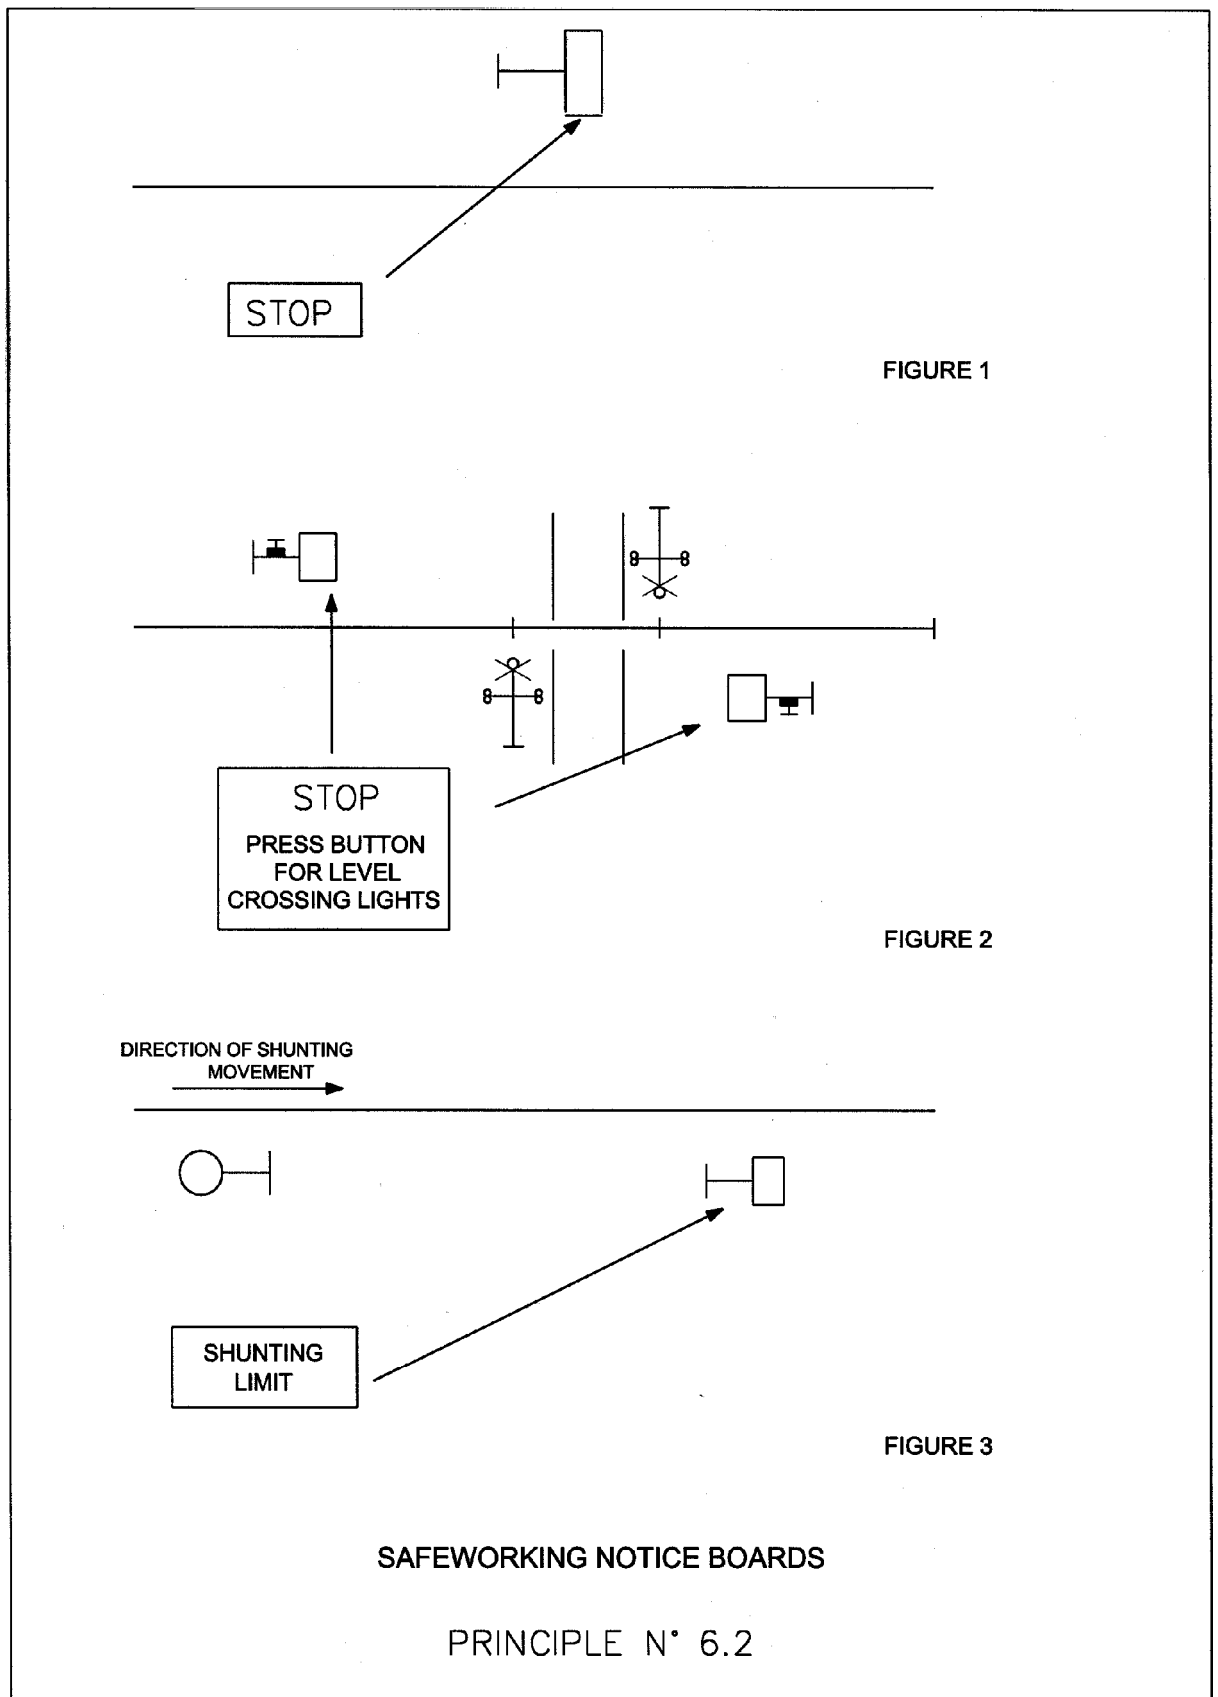 STOP
FIGURE 1
STOP
PRESS BUTTON
FOR LEVEL
CROSSING LIGHTS
FIGURE 2
DIRECTION OF SHUNTING
MOVEMENT
SHUNTING
LIMIT
FIGURE 3
SAFEWORKING NOTICE BOARDS
PRINCIPLE N° 6.2